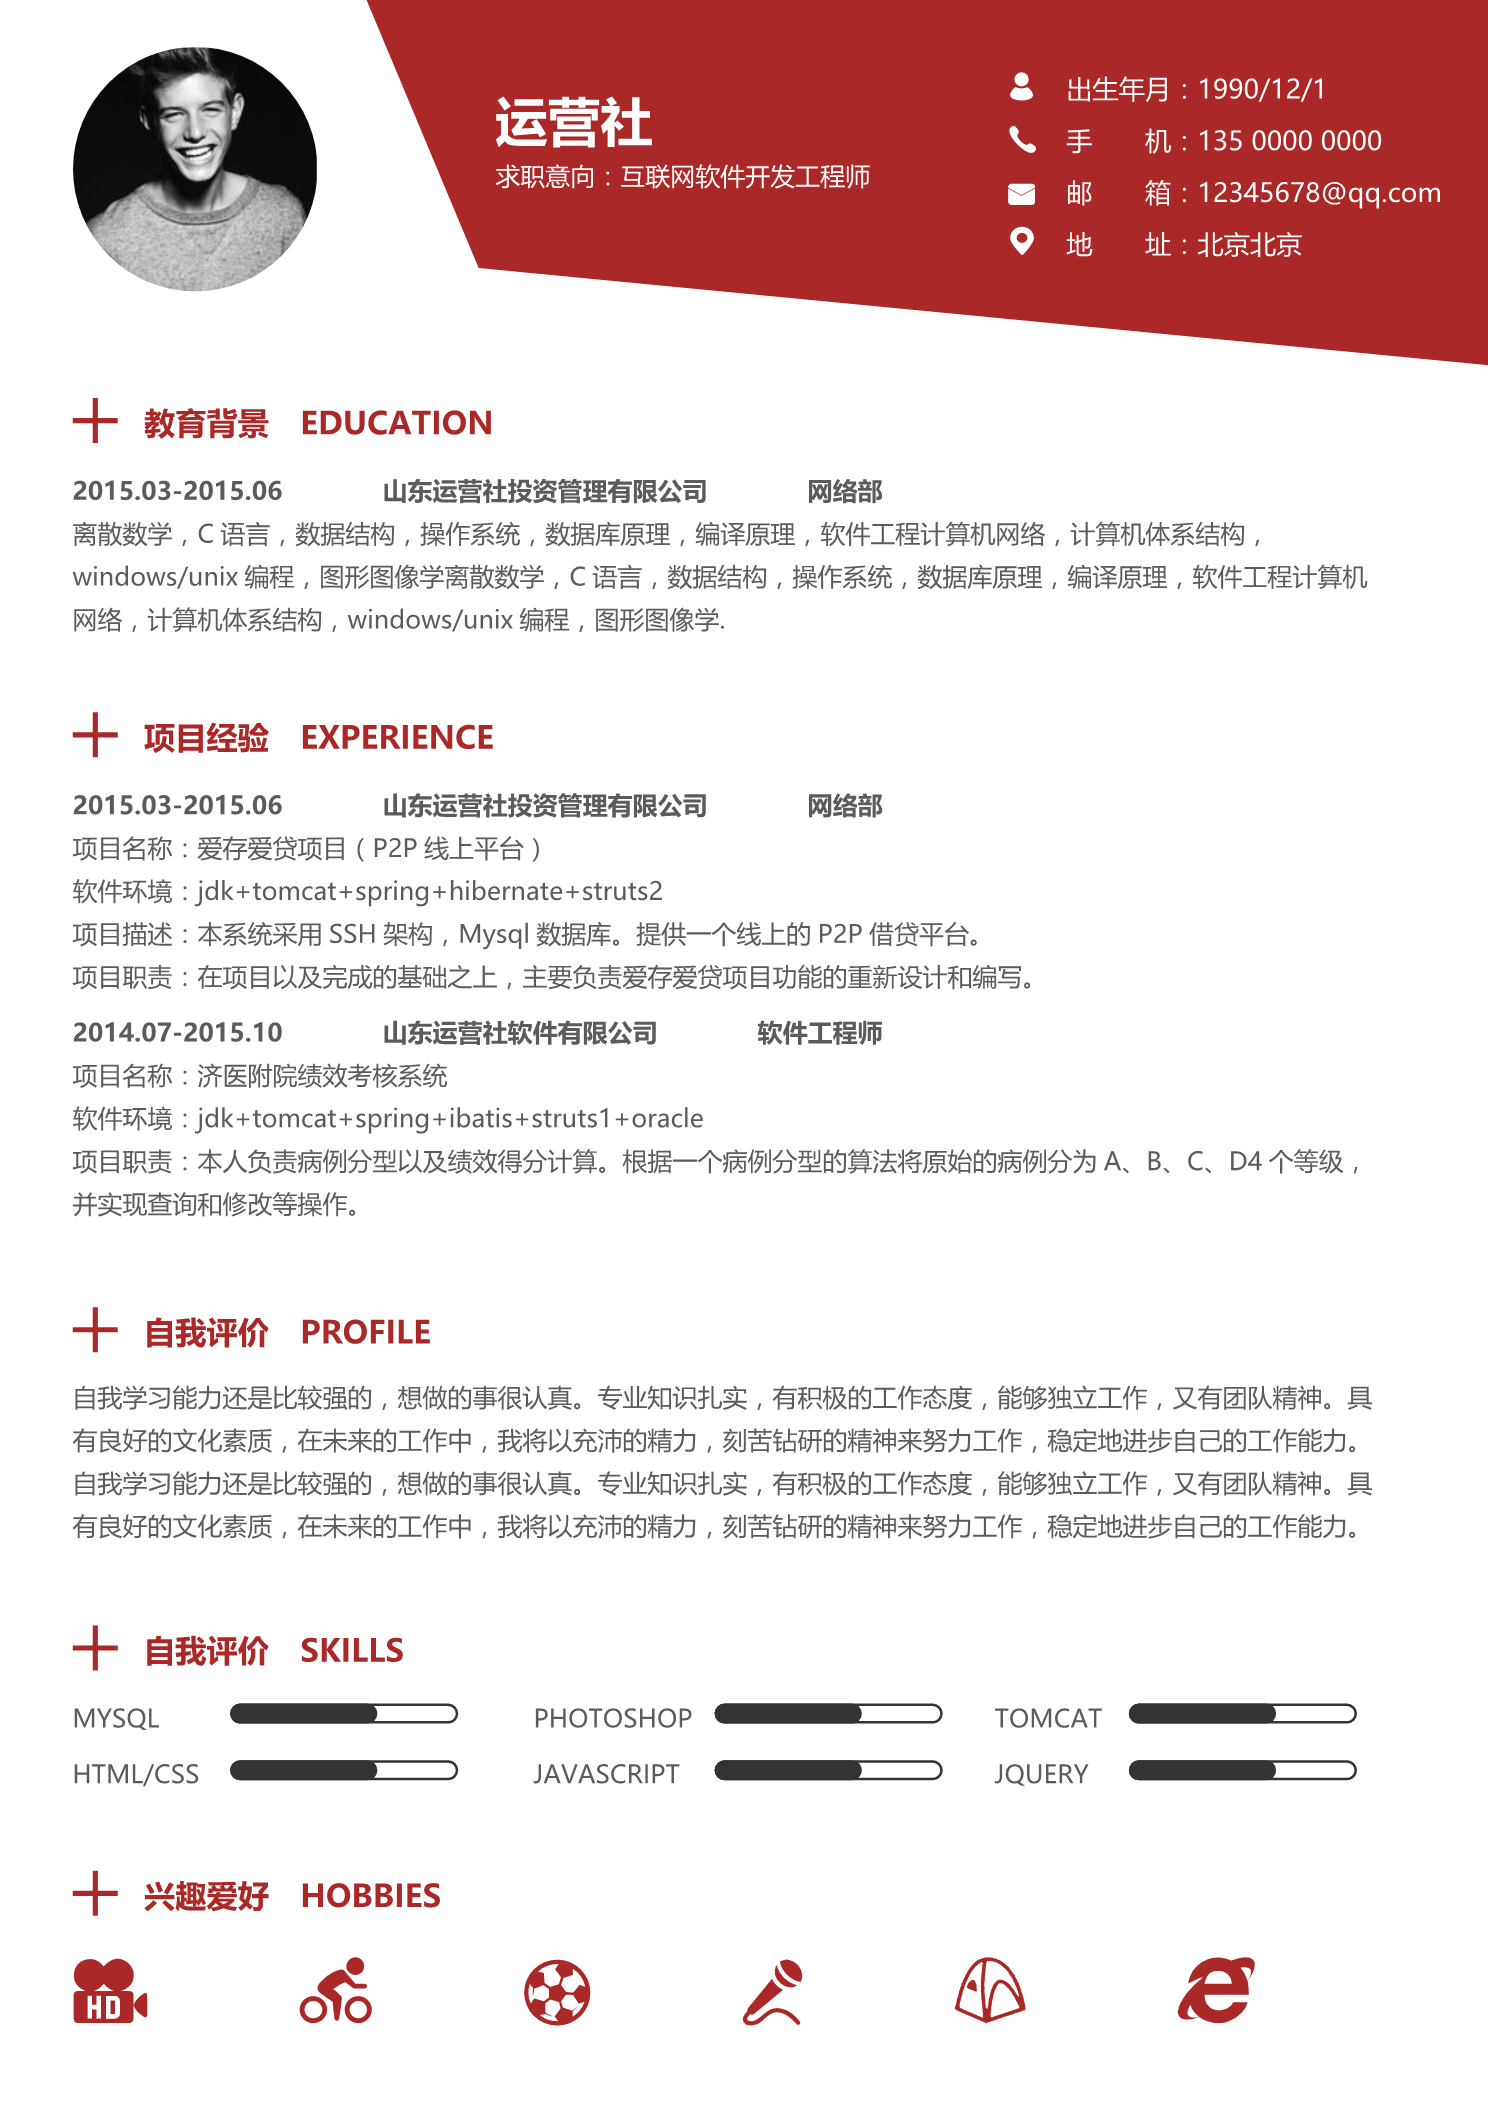 运营社
求职意向：互联网软件开发工程师
出生年月：1990/12/1
手　　机：135 0000 0000
邮　　箱：12345678@qq.com
地　　址：北京北京
教育背景 EDUCATION
2015.03-2015.06 山东运营社投资管理有限公司 网络部
离散数学，C 语言，数据结构，操作系统，数据库原理，编译原理，软件工程计算机网络，计算机体系结构，
windows/unix 编程，图形图像学离散数学，C 语言，数据结构，操作系统，数据库原理，编译原理，软件工程计算机
网络，计算机体系结构，windows/unix 编程，图形图像学.
项目经验 EXPERIENCE
2015.03-2015.06 山东运营社投资管理有限公司 网络部
项目名称：爱存爱贷项目（P2P 线上平台）
软件环境：jdk+tomcat+spring+hibernate+struts2
项目描述：本系统采用 SSH 架构，Mysql 数据库。提供一个线上的 P2P 借贷平台。
项目职责：在项目以及完成的基础之上，主要负责爱存爱贷项目功能的重新设计和编写。
2014.07-2015.10 山东运营社软件有限公司 软件工程师
项目名称：济医附院绩效考核系统
软件环境：jdk+tomcat+spring+ibatis+struts1+oracle
项目职责：本人负责病例分型以及绩效得分计算。根据一个病例分型的算法将原始的病例分为 A、B、C、D4 个等级，
并实现查询和修改等操作。
自我评价 PROFILE
自我学习能力还是比较强的，想做的事很认真。专业知识扎实，有积极的工作态度，能够独立工作，又有团队精神。具
有良好的文化素质，在未来的工作中，我将以充沛的精力，刻苦钻研的精神来努力工作，稳定地进步自己的工作能力。
自我学习能力还是比较强的，想做的事很认真。专业知识扎实，有积极的工作态度，能够独立工作，又有团队精神。具
有良好的文化素质，在未来的工作中，我将以充沛的精力，刻苦钻研的精神来努力工作，稳定地进步自己的工作能力。
自我评价 SKILLS
MYSQL PHOTOSHOP TOMCAT
HTML/CSS JAVASCRIPT JQUERY
兴趣爱好 HOBBIES
HD